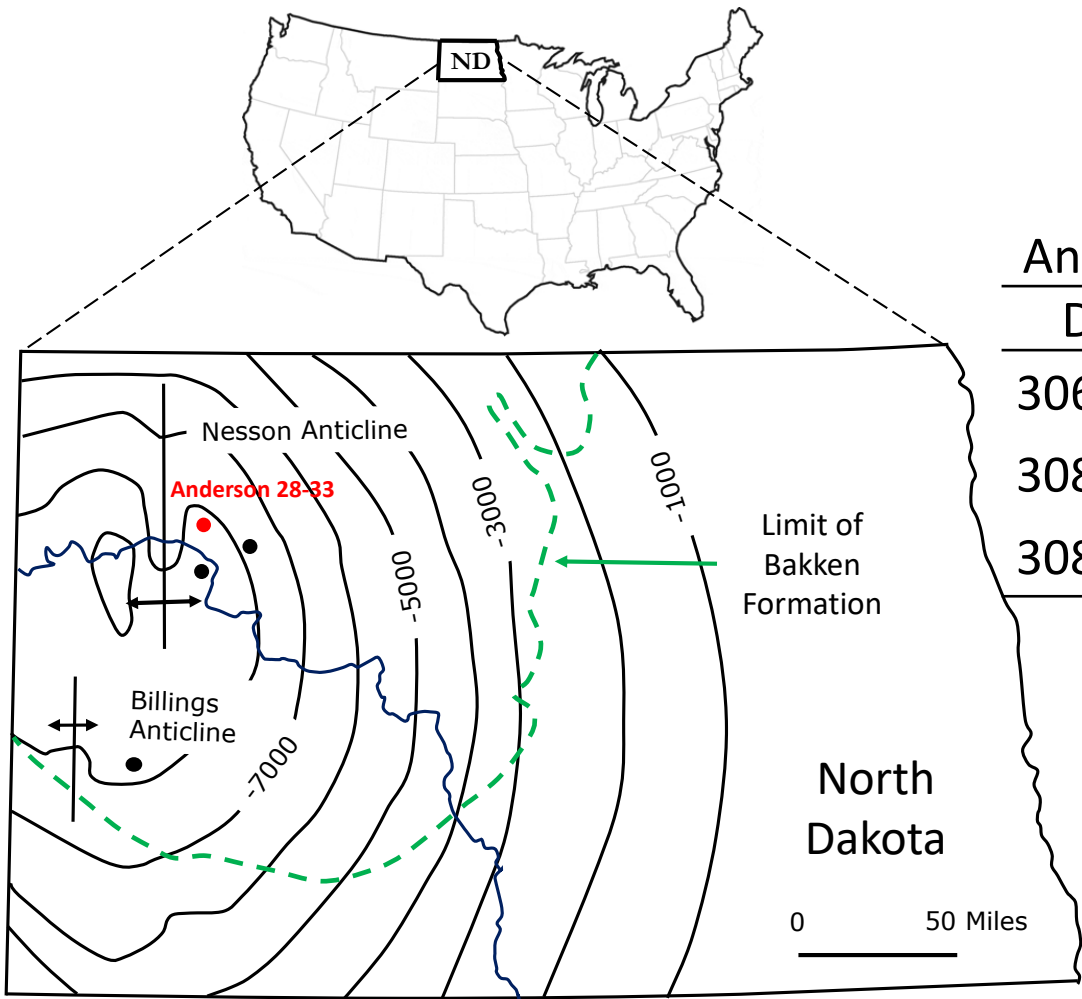 ND
Nesson Anticline
Anderson 28-33
-1000
-3000
-5000
-7000
Limit of
Bakken
Formation
Billings
Anticline
North
Dakota
0 50 Miles
An
D
306
308
308